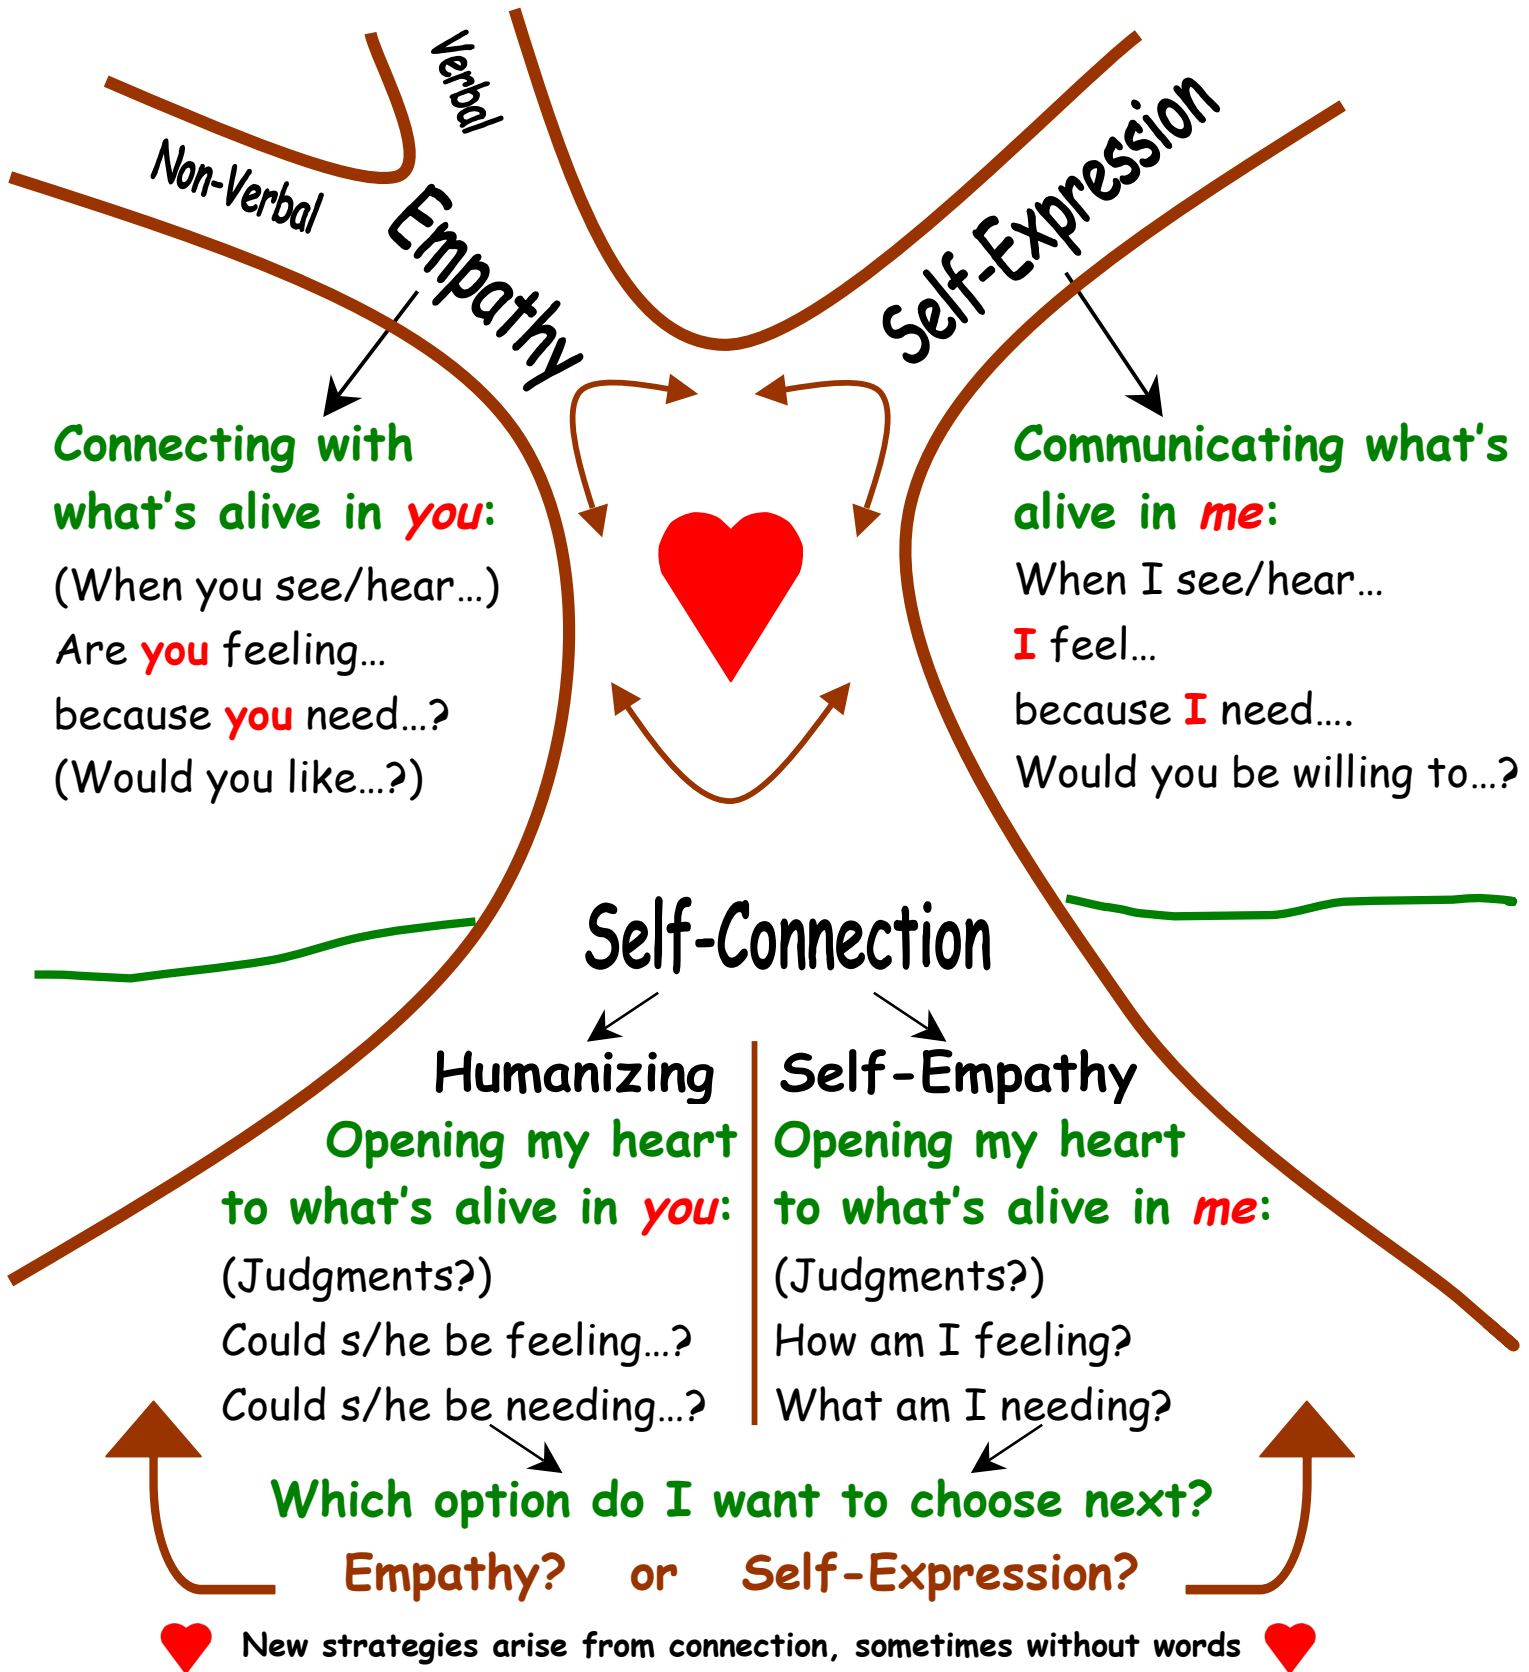 Verbal
Non-Verbal
Empathy
Self-Expression
Connecting with
what's alive in you:
(When you see/hear...)
Are you feeling...
because you need...?
(Would you like...?)
Communicating what's
alive in me:
When I see/hear...
I feel...
because I need....
Would you be willing to...?
Self-Connection
Humanizing
Opening my heart
to what's alive in you:
(Judgments?)
Could s/he be feeling...?
Could s/he be needing...?
Self-Empathy
Opening my heart
to what's alive in me:
(Judgments?)
How am I feeling?
What am I needing?
Which option do I want to choose next?
Empathy? or Self-Expression?
New strategies arise from connection, sometimes without words